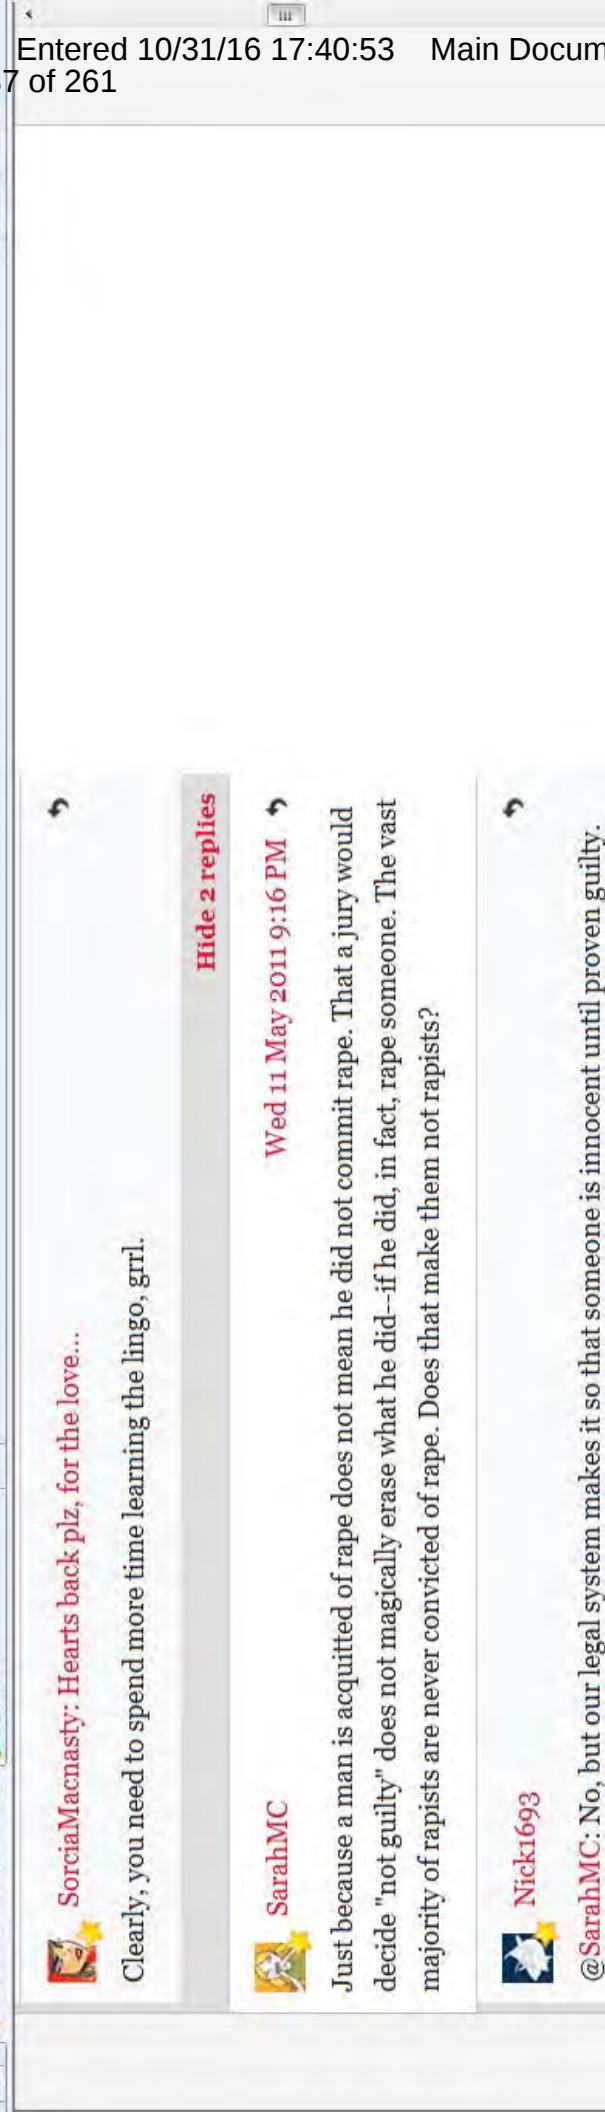 Entered 10/31/16 17:40:53 Main Docum
7 of 261
SorciaMacnasty: Hearts back plz, for the love...
Clearly, you need to spend more time learning the lingo, grrl.
Hide 2 replies
SarahMC Wed 11 May 2011 9:16 PM
Just because a man is acquitted of rape does not mean he did not commit rape. That a jury would
decide "not guilty" does not magically erase what he did--if he did, in fact, rape someone. The vast
majority of rapists are never convicted of rape. Does that make them not rapists?
Nick1693
@SarahMC: No, but our legal system makes it so that someone is innocent until proven guilty.